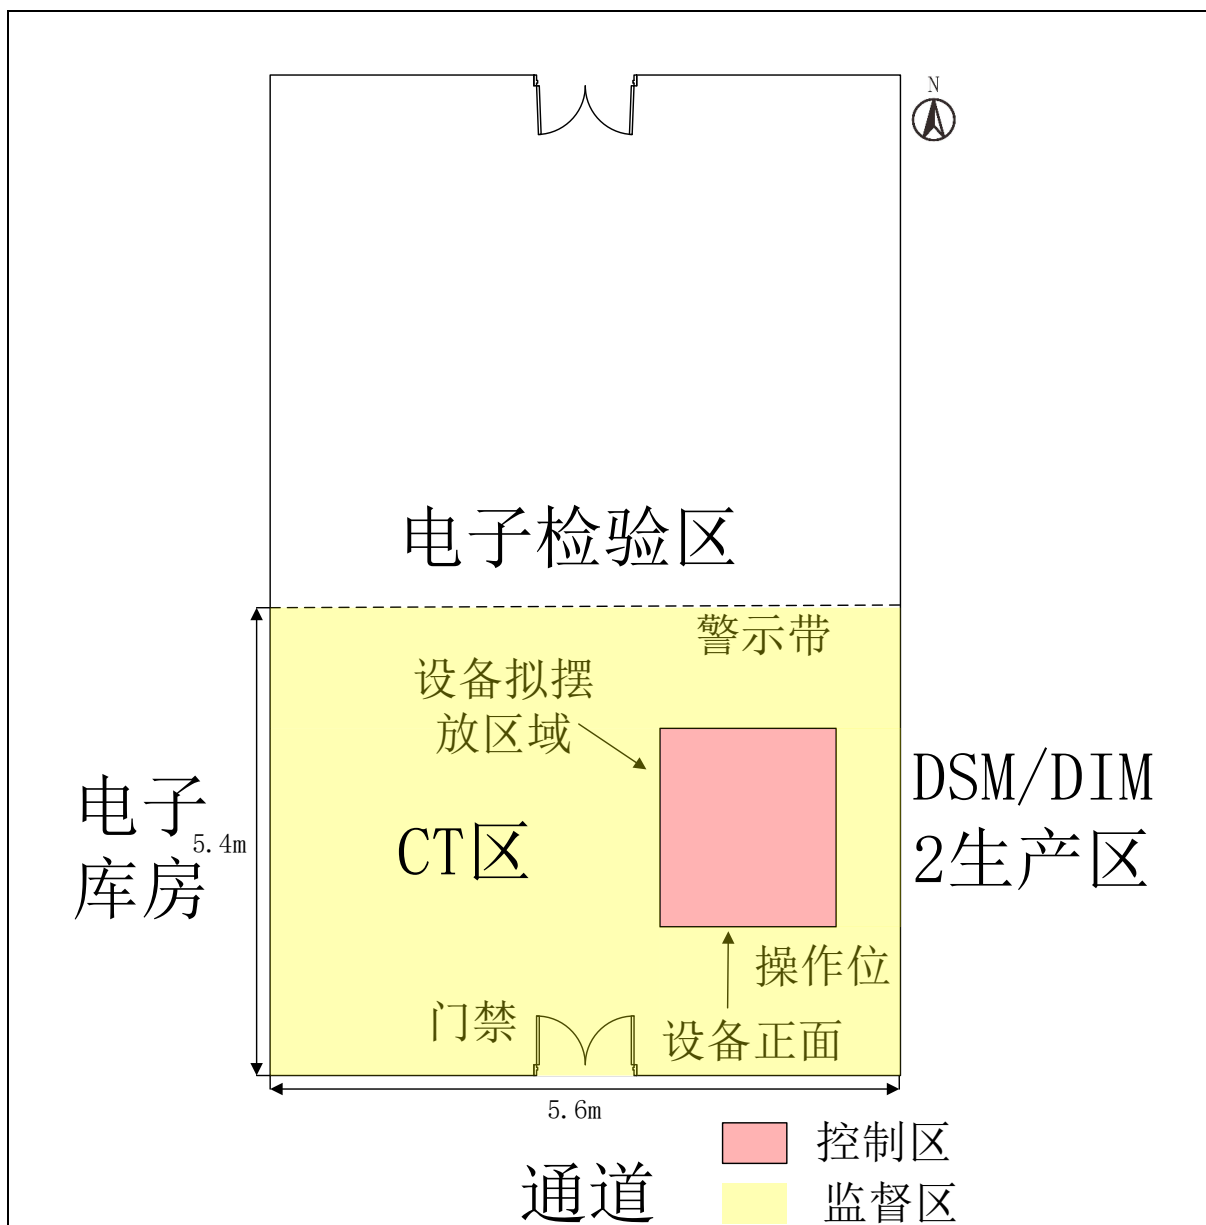 N
电子检验区
警示带
设备拟摆
放区域
电子
库房
5.4m
CT区
DSM/DIM
2生产区
操作位
门禁
设备正面
5.6m
通道
控制区
监督区